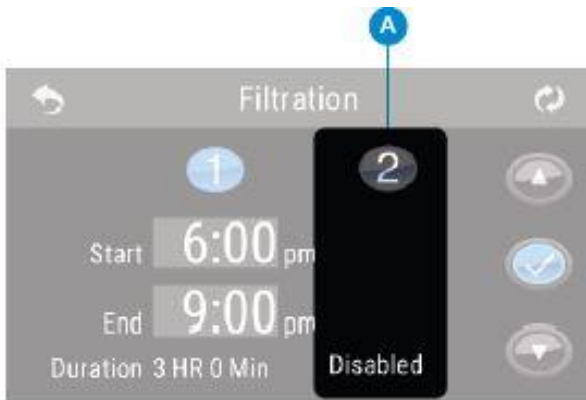 A
Filtration
1 2
Start 6:00 pm
End 9:00 pm
Duration 3 HR 0 Min Disabled